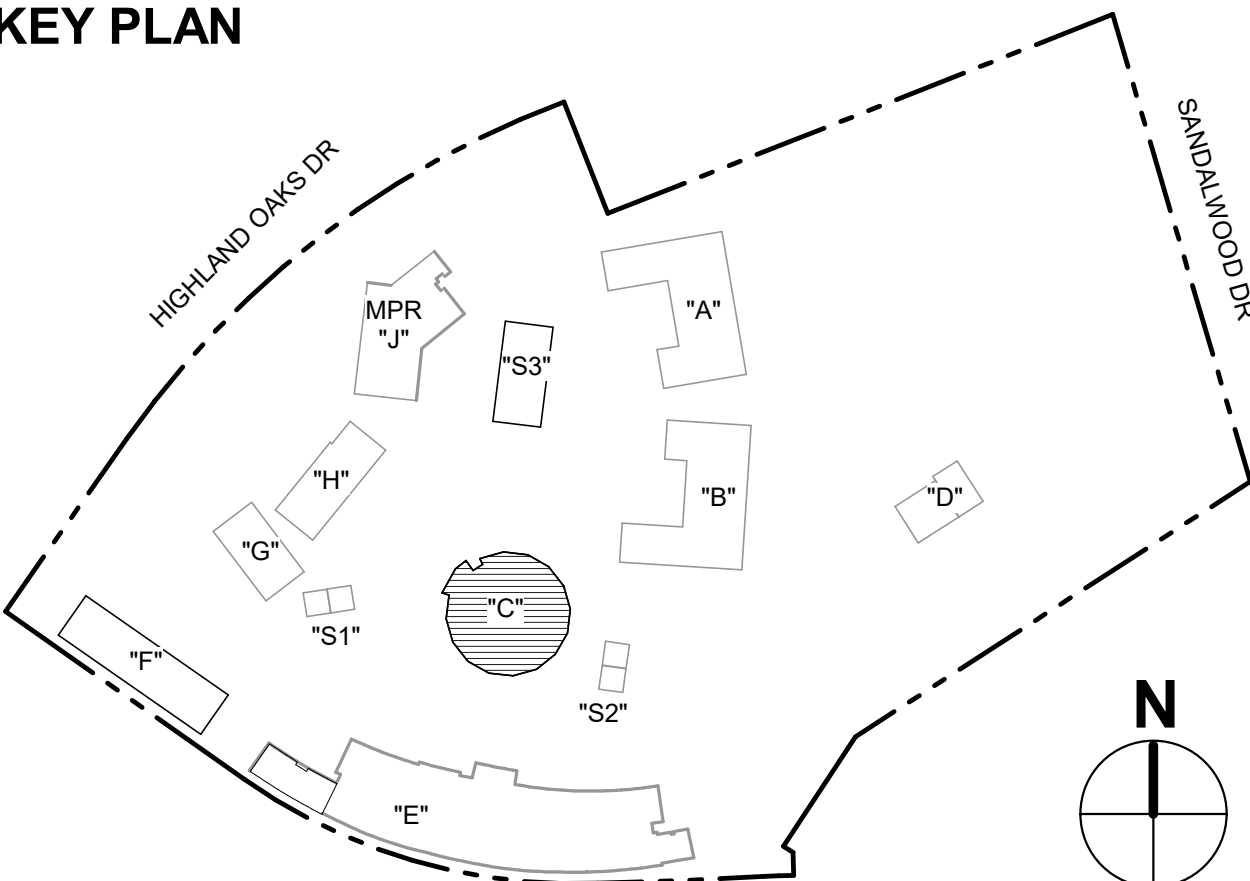 KEY PLAN
HIGHLAND OAKS DR
SANDALWOOD DR
MPR
"J"
"S3"
"A"
"H"
"B"
"D"
"G"
"C"
"S1"
"F"
"S2"
"E"
N